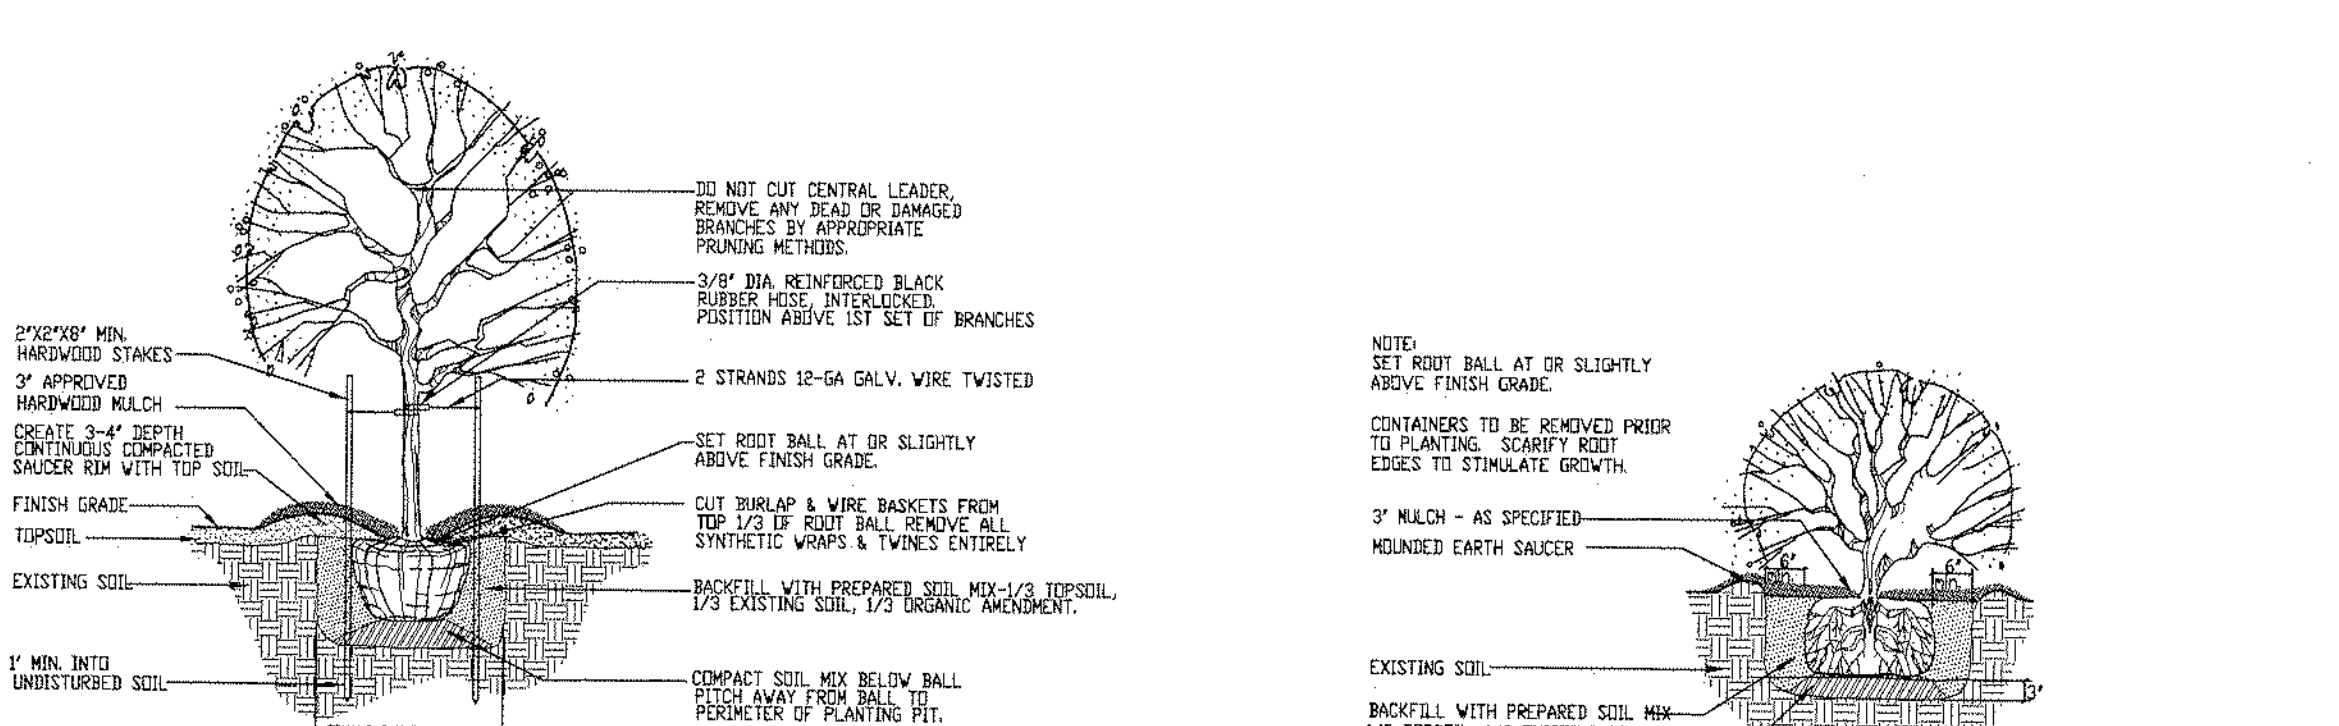 DO NOT CUT CENTRAL LEADER,
REMOVE ANY DEAD OR DAMAGED
BRANCHES BY APPROPRIATE
PRUNING METHODS.
3/8" DIA. REINFORCED BLACK
RUBBER HOSE, INTERLOCKED.
POSITION ABOVE 1ST SET OF BRANCHES
2 STRANDS 12-GA GALV. WIRE TWISTED
SET ROOT BALL AT OR SLIGHTLY
ABOVE FINISH GRADE.
CUT BURLAP & WIRE BASKETS FROM
TOP 1/3 OF ROOT BALL REMOVE ALL
SYNTHETIC WRAPS & TWINES ENTIRELY
BACKFILL WITH PREPARED SOIL MIX-1/3 TOPSOIL,
1/3 EXISTING SOIL, 1/3 ORGANIC AMENDMENT.
COMPACT SOIL MIX BELOW BALL
PITCH AWAY FROM BALL TO
PERIMETER OF PLANTING PIT.
2"X2"X8' MIN.
HARDWOOD STAKES
3" APPROVED
HARDWOOD MULCH
CREATE 3-4" DEPTH
CONTINUOUS COMPACTED
SAUCER RIM WITH TOP SOIL
FINISH GRADE
TOPSOIL
EXISTING SOIL
1' MIN. INTO
UNDISTURBED SOIL
NOTE:
SET ROOT BALL AT OR SLIGHTLY
ABOVE FINISH GRADE.
CONTAINERS TO BE REMOVED PRIOR
TO PLANTING. SCARIFY ROOT
EDGES TO STIMULATE GROWTH.
3" MULCH - AS SPECIFIED
MOUNDED EARTH SAUCER
6"
min.
6"
min.
EXISTING SOIL
3"
BACKFILL WITH PREPARED SOIL MIX